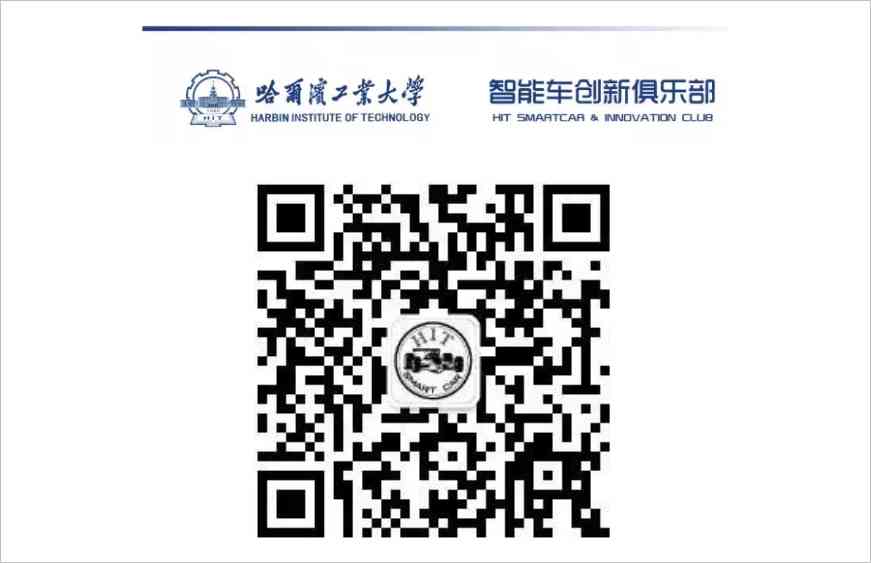 哈爾濱工業大學
HARBIN INSTITUTE OF TECHNOLOGY
HIT
智能车创新俱乐部
HIT SMARTCAR & INNOVATION CLUB
HIT
SMART CAR